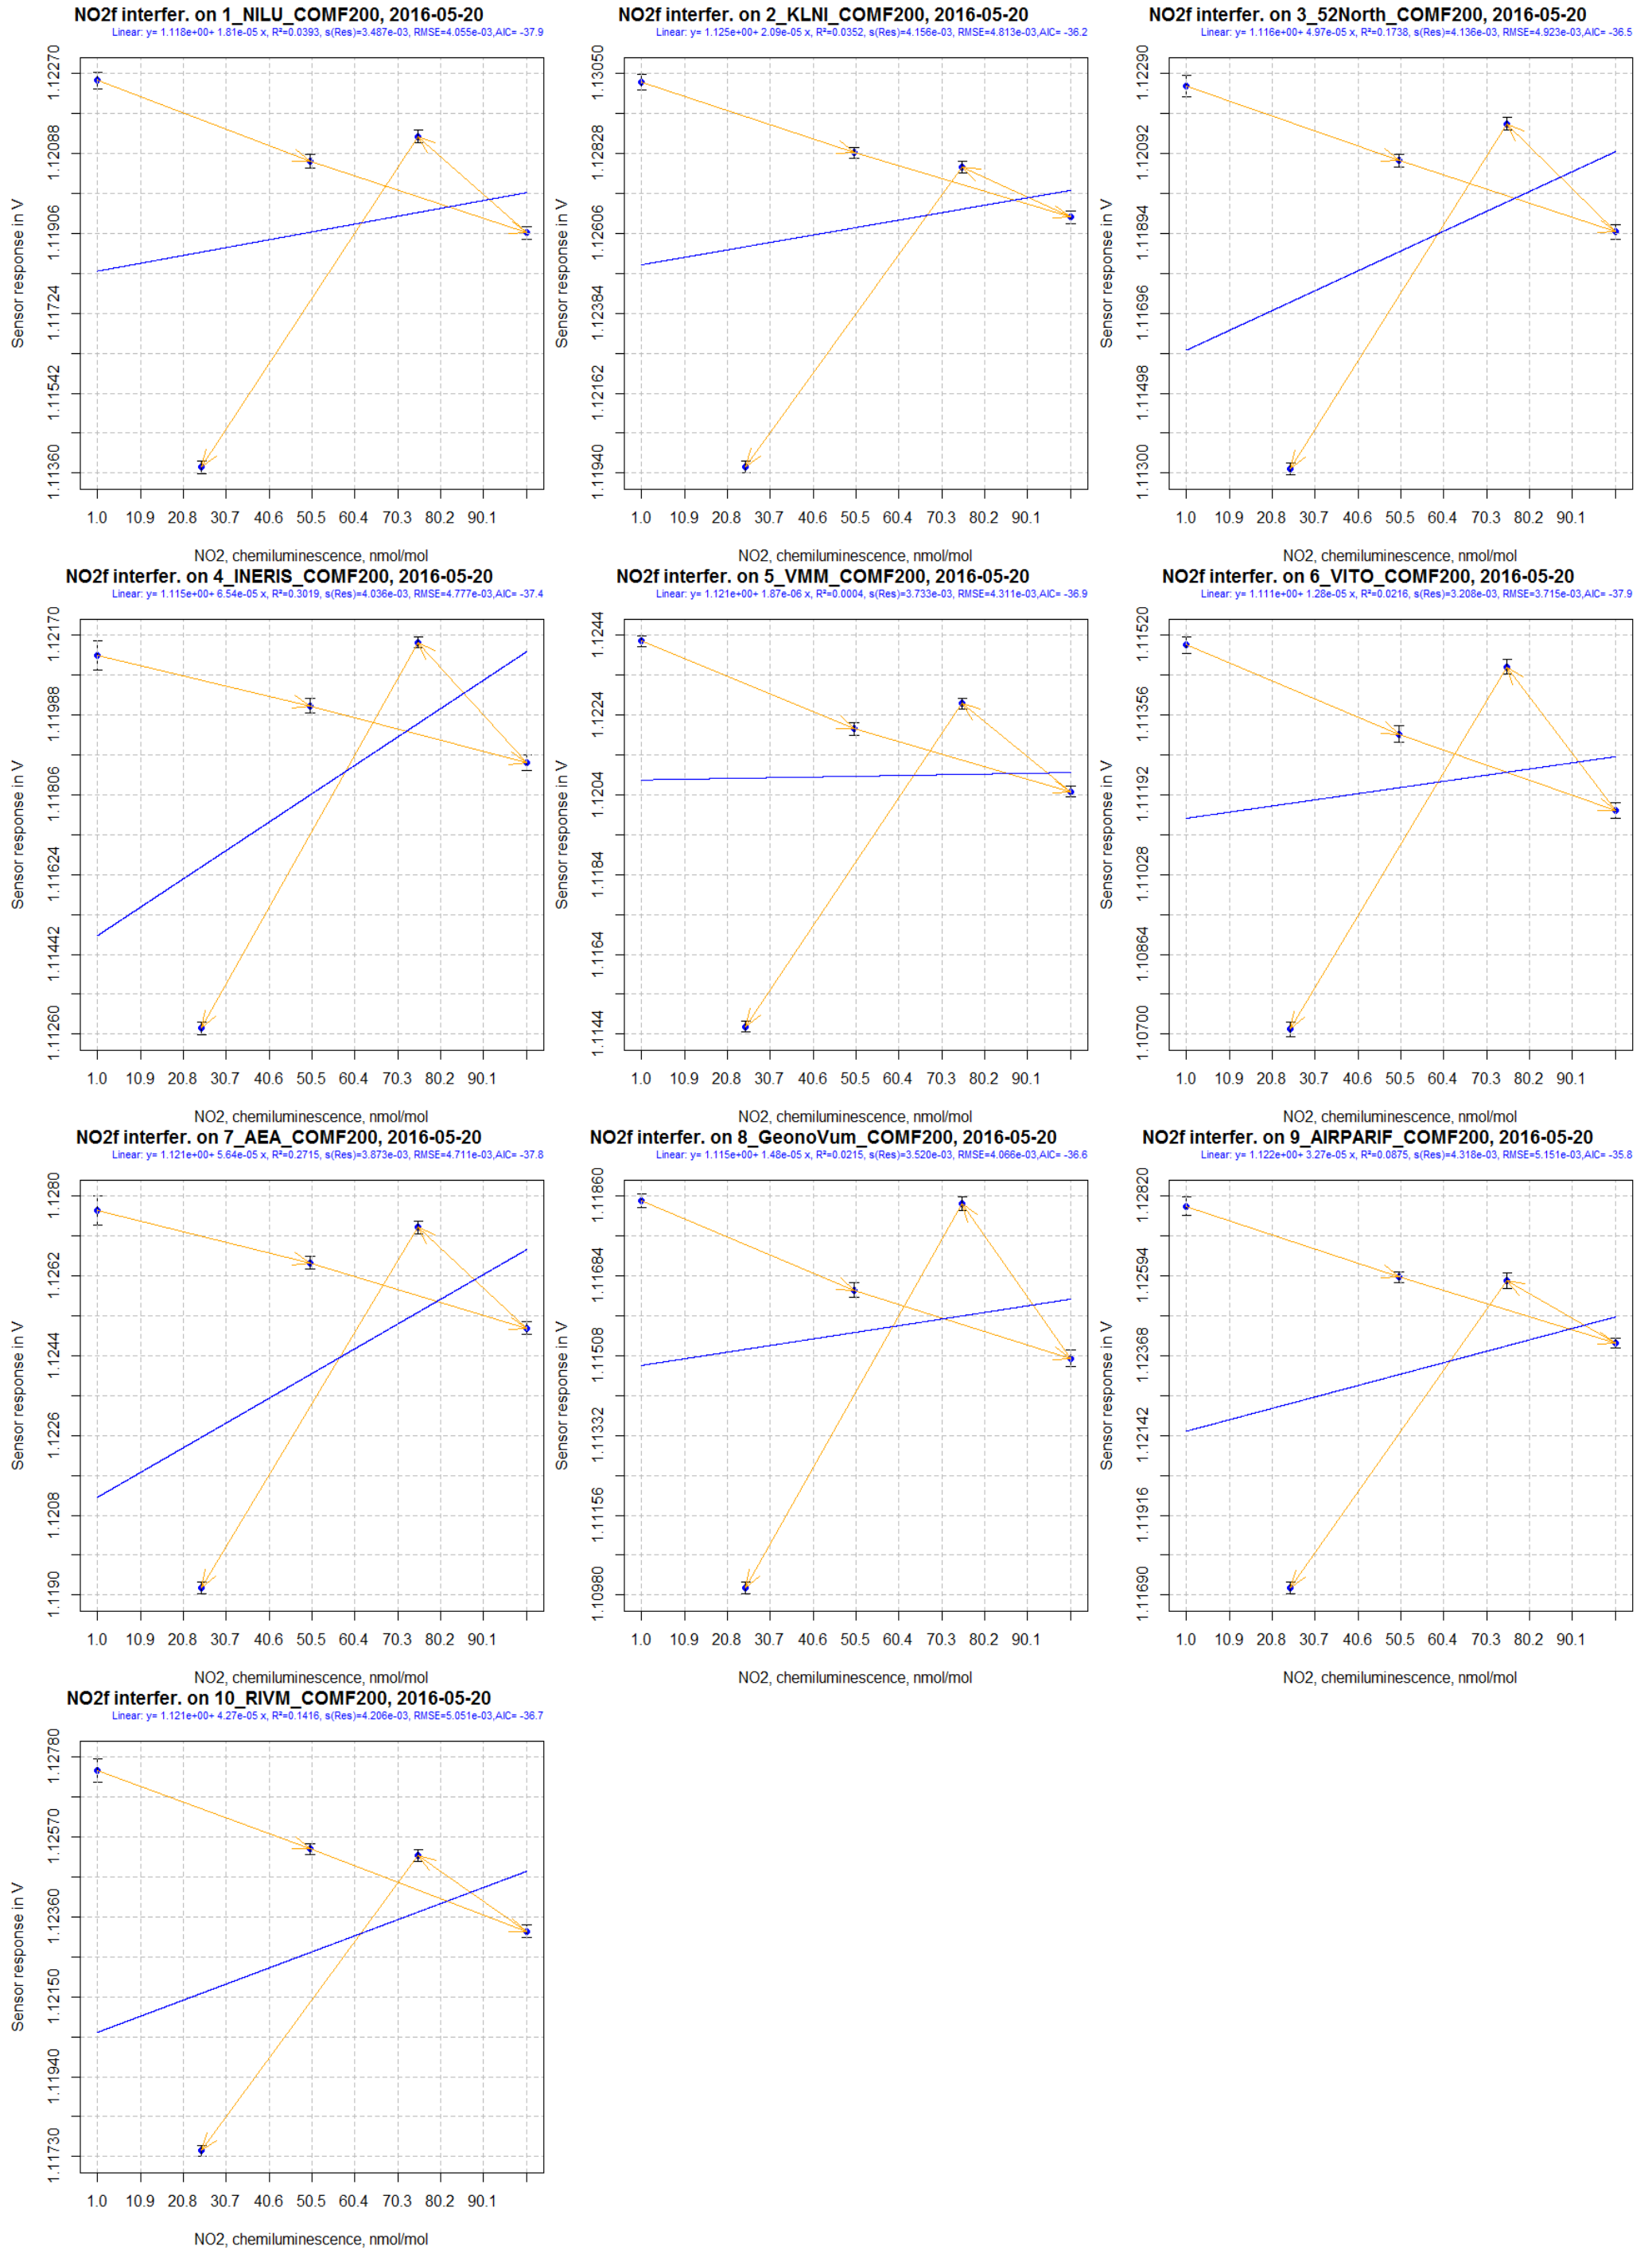 NO2f interfer. on 1_NILU_COMF200, 2016-05-20
Linear: y= 1.118e+00+ 1.81e-05 x, R²=0.0393, s(Res)=3.487e-03, RMSE=4.055e-03,AIC= -37.9
Sensor response in V
1.12270
1.12088
1.11906
1.11724
1.11542
1.11360
1.0 10.9 20.8 30.7 40.6 50.5 60.4 70.3 80.2 90.1
NO2, chemiluminescence, nmol/mol
NO2f interfer. on 2_KLNI_COMF200, 2016-05-20
Linear: y= 1.125e+00+ 2.09e-05 x, R²=0.0352, s(Res)=4.156e-03, RMSE=4.813e-03,AIC= -36.2
Sensor response in V
1.13050
1.12828
1.12606
1.12384
1.12162
1.11940
1.0 10.9 20.8 30.7 40.6 50.5 60.4 70.3 80.2 90.1
NO2, chemiluminescence, nmol/mol
NO2f interfer. on 3_52North_COMF200, 2016-05-20
Linear: y= 1.116e+00+ 4.97e-05 x, R²=0.1738, s(Res)=4.136e-03, RMSE=4.923e-03,AIC= -36.5
Sensor response in V
1.12290
1.12092
1.11894
1.11696
1.11498
1.11300
1.0 10.9 20.8 30.7 40.6 50.5 60.4 70.3 80.2 90.1
NO2, chemiluminescence, nmol/mol
NO2f interfer. on 4_INERIS_COMF200, 2016-05-20
Linear: y= 1.115e+00+ 6.54e-05 x, R²=0.3019, s(Res)=4.036e-03, RMSE=4.777e-03,AIC= -37.4
Sensor response in V
1.12170
1.11988
1.11806
1.11624
1.11442
1.11260
1.0 10.9 20.8 30.7 40.6 50.5 60.4 70.3 80.2 90.1
NO2, chemiluminescence, nmol/mol
NO2f interfer. on 5_VMM_COMF200, 2016-05-20
Linear: y= 1.121e+00+ 1.87e-06 x, R²=0.0004, s(Res)=3.733e-03, RMSE=4.311e-03,AIC= -36.9
Sensor response in V
1.1244
1.1224
1.1204
1.1184
1.1164
1.1144
1.0 10.9 20.8 30.7 40.6 50.5 60.4 70.3 80.2 90.1
NO2, chemiluminescence, nmol/mol
NO2f interfer. on 6_VITO_COMF200, 2016-05-20
Linear: y= 1.111e+00+ 1.28e-05 x, R²=0.0216, s(Res)=3.208e-03, RMSE=3.715e-03,AIC= -37.9
Sensor response in V
1.11520
1.11356
1.11192
1.11028
1.10864
1.10700
1.0 10.9 20.8 30.7 40.6 50.5 60.4 70.3 80.2 90.1
NO2, chemiluminescence, nmol/mol
NO2f interfer. on 7_AEA_COMF200, 2016-05-20
Linear: y= 1.121e+00+ 5.64e-05 x, R²=0.2715, s(Res)=3.873e-03, RMSE=4.711e-03,AIC= -37.8
Sensor response in V
1.1280
1.1262
1.1244
1.1226
1.1208
1.1190
1.0 10.9 20.8 30.7 40.6 50.5 60.4 70.3 80.2 90.1
NO2, chemiluminescence, nmol/mol
NO2f interfer. on 8_GeonoVum_COMF200, 2016-05-20
Linear: y= 1.115e+00+ 1.48e-05 x, R²=0.0215, s(Res)=3.520e-03, RMSE=4.066e-03,AIC= -36.6
Sensor response in V
1.11860
1.11684
1.11508
1.11332
1.11156
1.10980
1.0 10.9 20.8 30.7 40.6 50.5 60.4 70.3 80.2 90.1
NO2, chemiluminescence, nmol/mol
NO2f interfer. on 9_AIRPARIF_COMF200, 2016-05-20
Linear: y= 1.122e+00+ 3.27e-05 x, R²=0.0875, s(Res)=4.318e-03, RMSE=5.151e-03,AIC= -35.8
Sensor response in V
1.12820
1.12594
1.12368
1.12142
1.11916
1.11690
1.0 10.9 20.8 30.7 40.6 50.5 60.4 70.3 80.2 90.1
NO2, chemiluminescence, nmol/mol
NO2f interfer. on 10_RIVM_COMF200, 2016-05-20
Linear: y= 1.121e+00+ 4.27e-05 x, R²=0.1416, s(Res)=4.206e-03, RMSE=5.051e-03,AIC= -36.7
Sensor response in V
1.12780
1.12570
1.12360
1.12150
1.11940
1.11730
1.0 10.9 20.8 30.7 40.6 50.5 60.4 70.3 80.2 90.1
NO2, chemiluminescence, nmol/mol